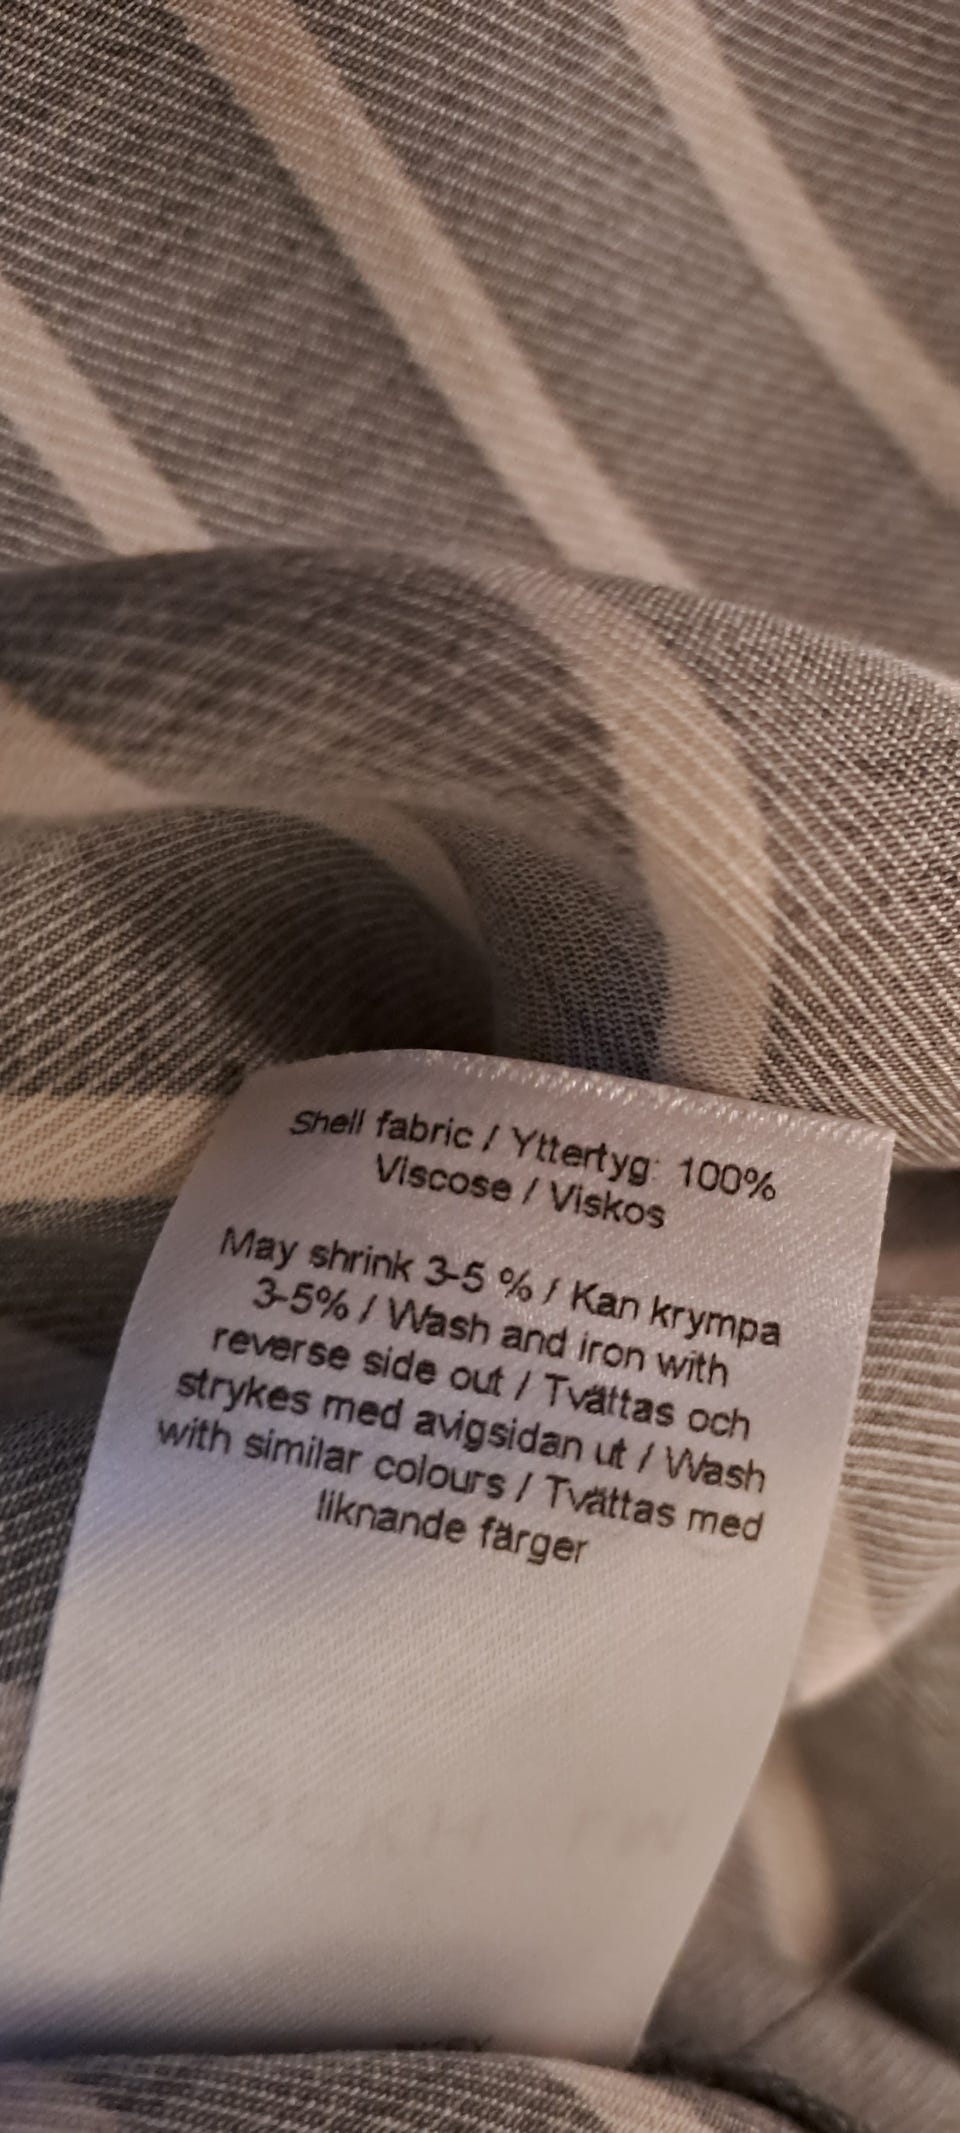 Shell fabric / Yttertyg: 100%
Viscose / Viskos
May shrink 3-5 % / Kan krympa
3-5% / Wash and iron with
reverse side out / Tvättas och
strykes med avigsidan ut / Wash
with similar colours / Tvättas med
liknande färger